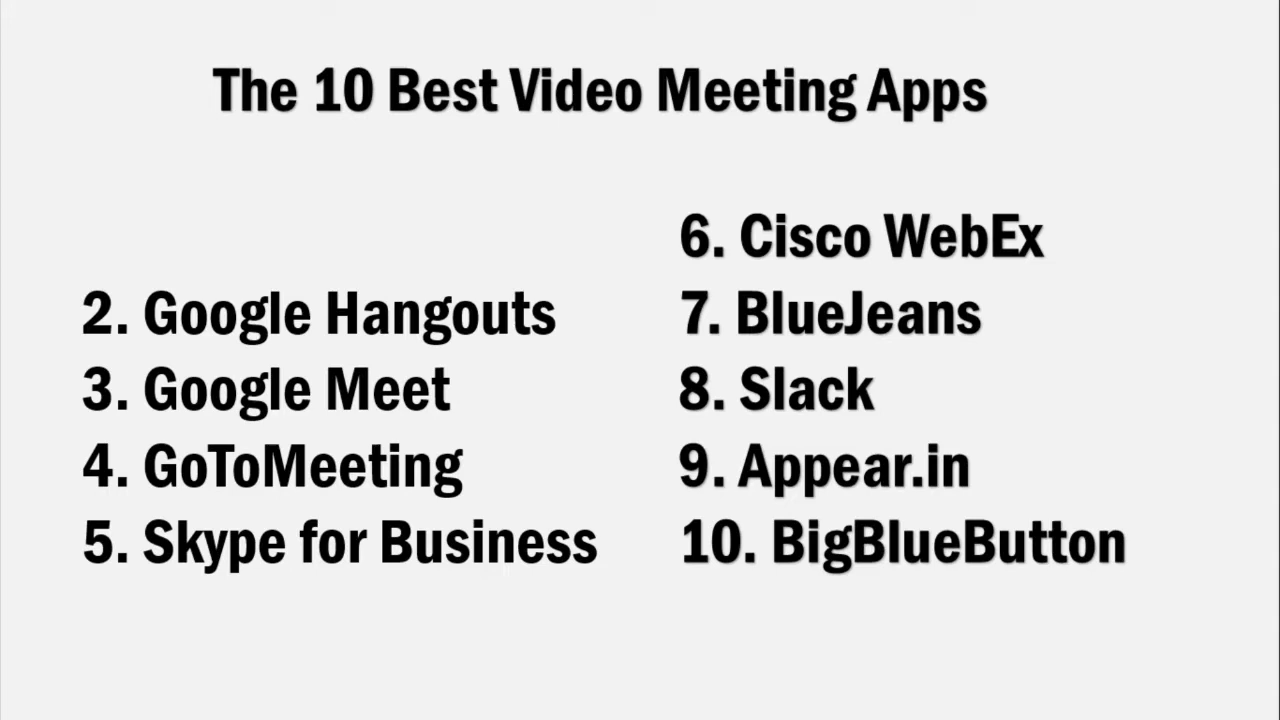 The 10 Best Video Meeting Apps
2. Google Hangouts
3. Google Meet
4. GoToMeeting
5. Skype for Business
6. Cisco WebEx
7. BlueJeans
8. Slack
9. Appear.in
10. BigBlueButton